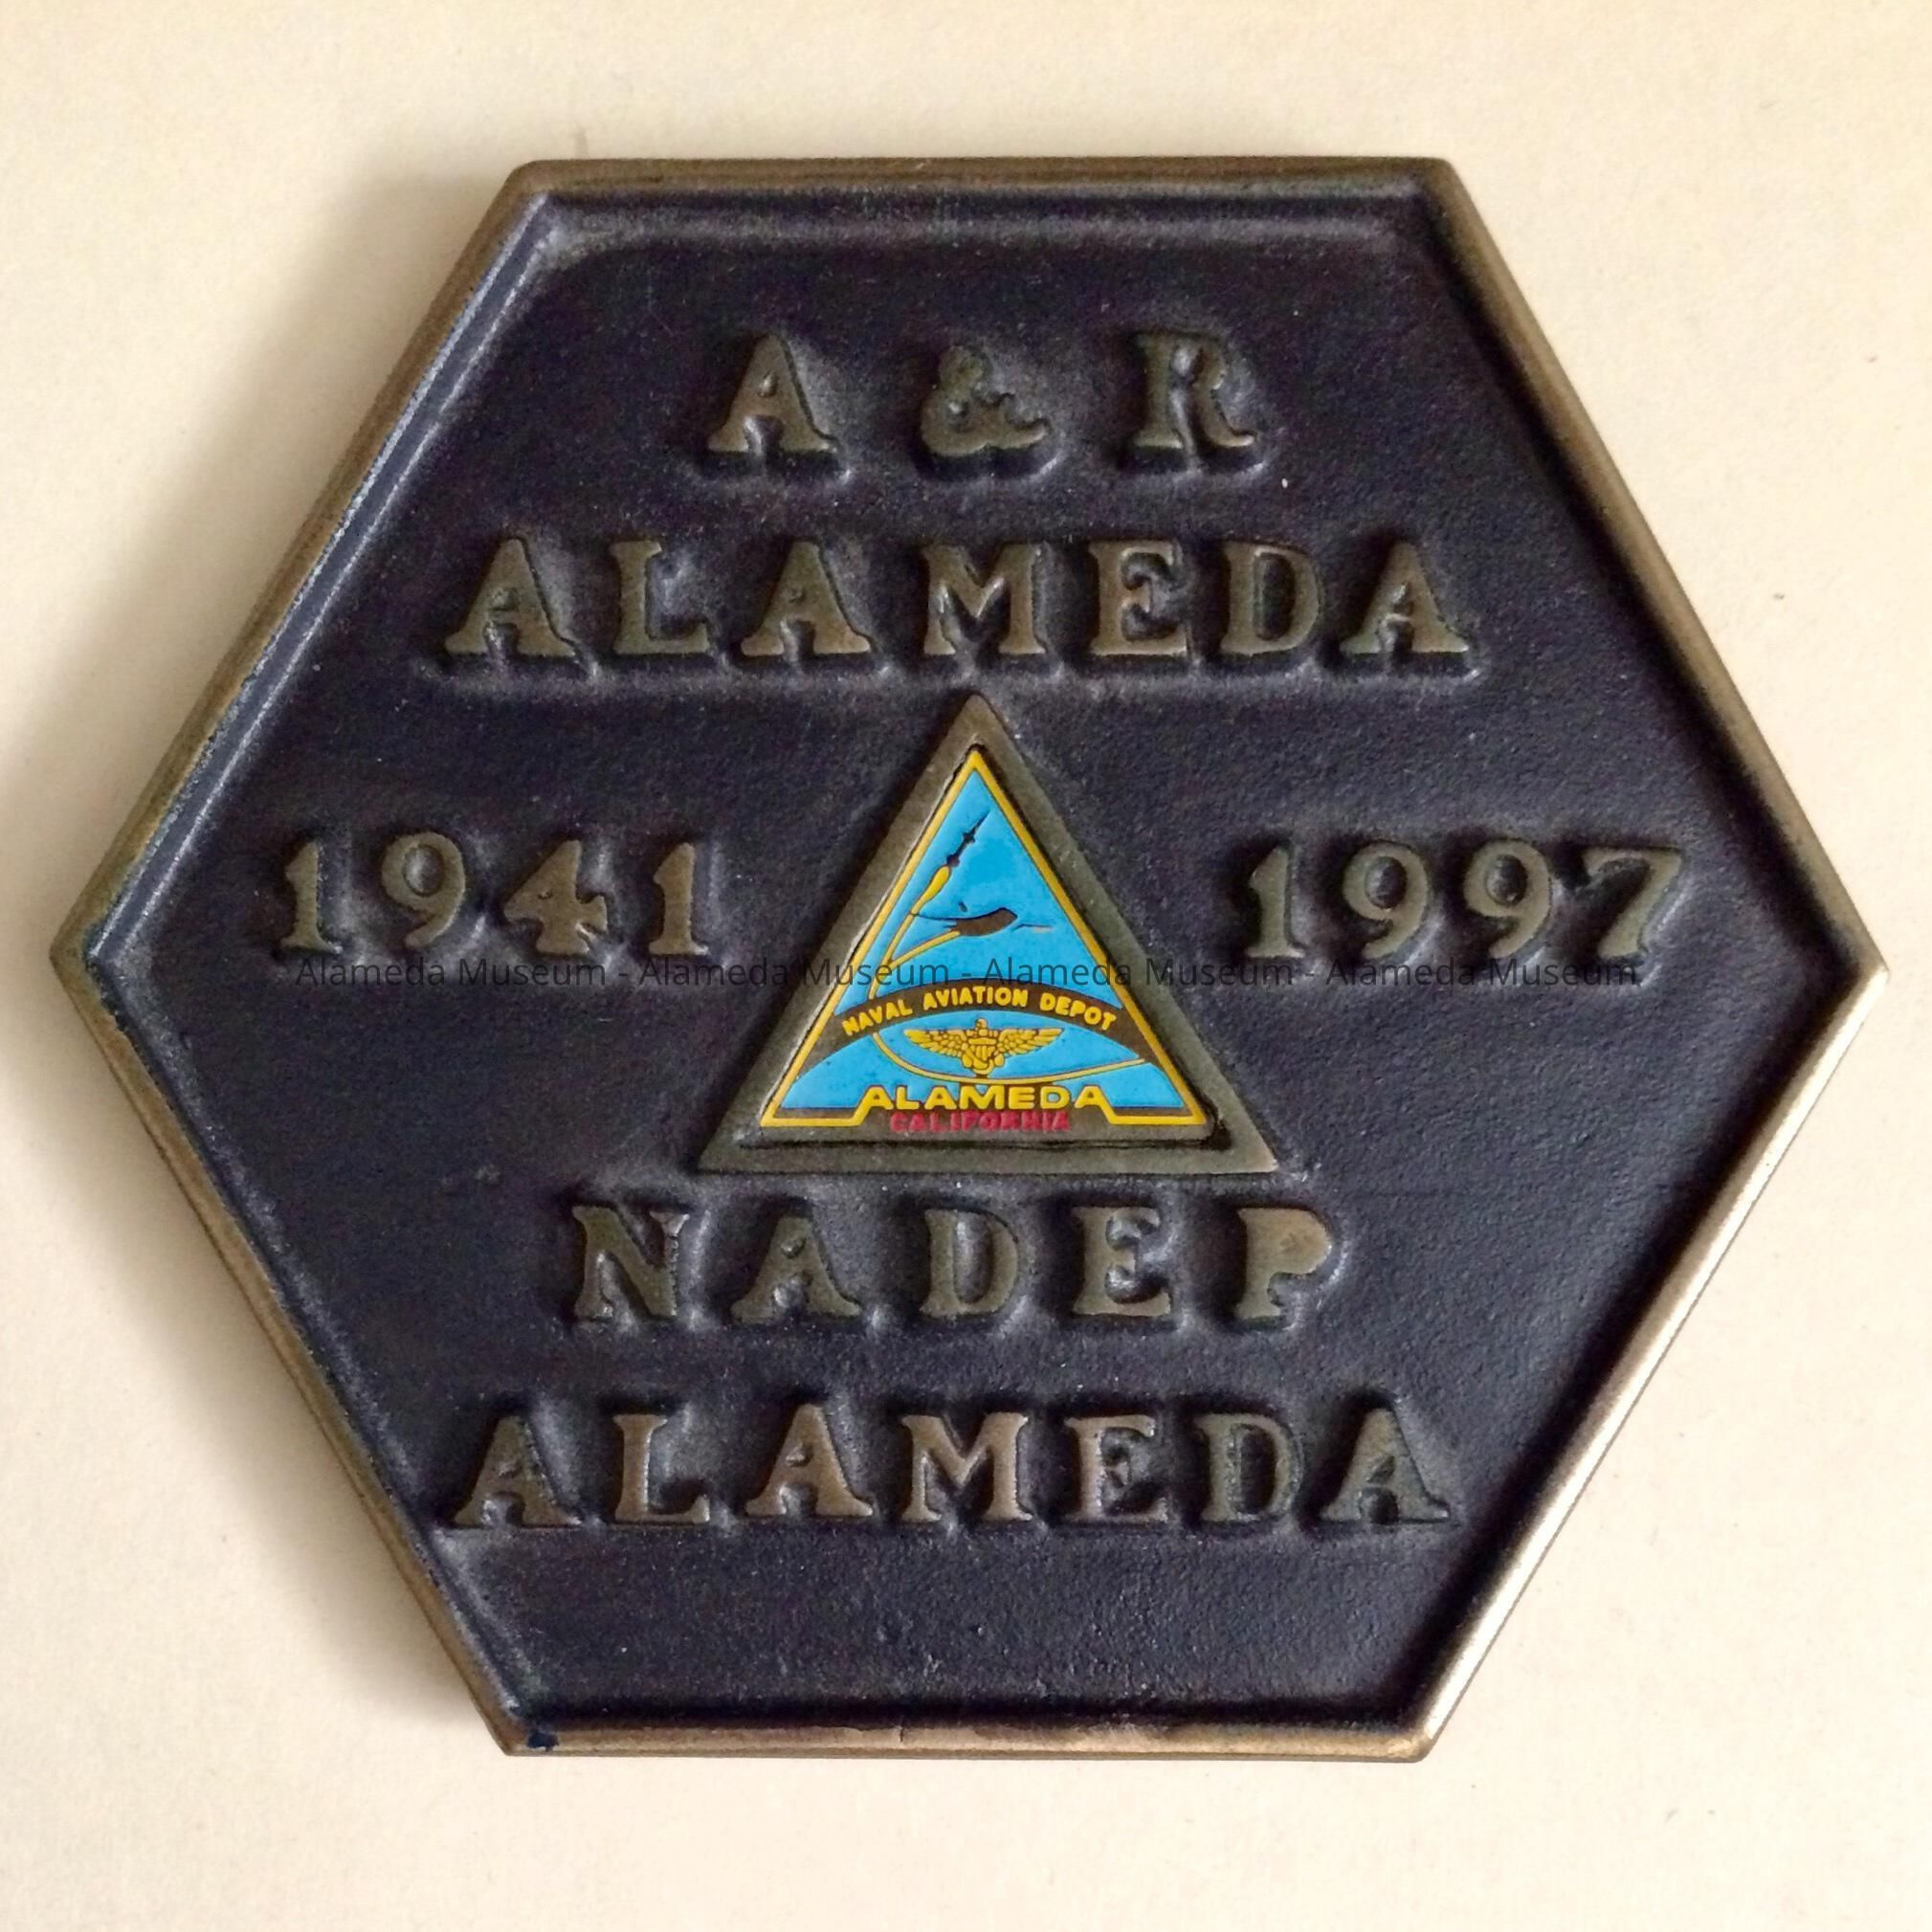 A & R
ALAMEDA
1941 1997
Alameda Museum - Alameda Museum - Alameda Museum - Alameda Museum
NAVAL AVIATION DEPOT
ALAMEDA
CALIFORNIA
NADEP
ALAMEDA